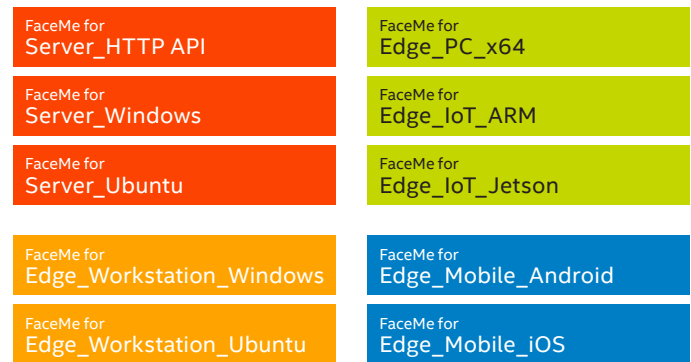 FaceMe for
Server_HTTP API
FaceMe for
Server_Windows
FaceMe for
Server_Ubuntu
FaceMe for
Edge_PC_x64
FaceMe for
Edge_IoT_ARM
FaceMe for
Edge_IoT_Jetson
FaceMe for
Edge_Workstation_Windows
FaceMe for
Edge_Workstation_Ubuntu
FaceMe for
Edge_Mobile_Android
FaceMe for
Edge_Mobile_iOS